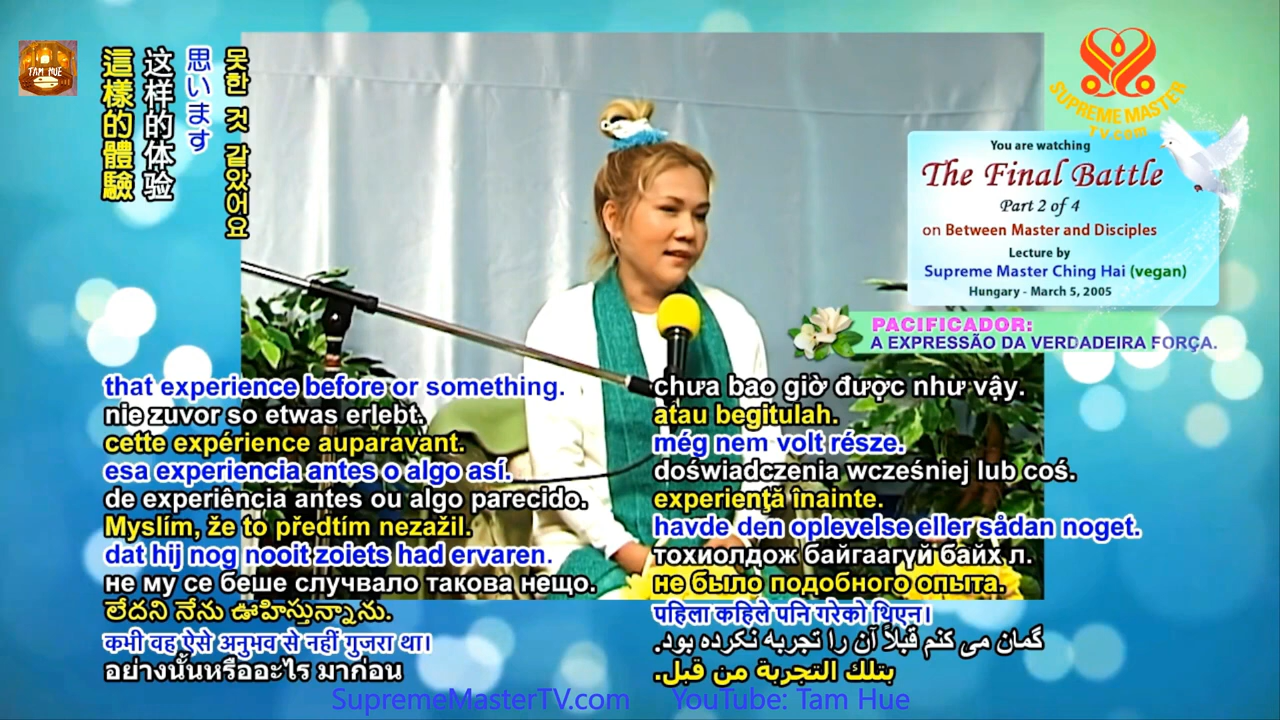 TAM HUE
這樣的體驗
这样的体验
思います
못한 것 같았어요
SUPREME MASTER
TV.com
You are watching
The Final Battle
Part 2 of 4
on Between Master and Disciples
Lecture by
Supreme Master Ching Hai (vegan)
Hungary - March 5, 2005
PACIFICADOR:
A EXPRESSÃO DA VERDADEIRA FORÇA.
that experience before or something.
nie zuvor so etwas erlebt.
cette expérience auparavant.
esa experiencia antes o algo así.
de experiência antes ou algo parecido.
Myslím, že to předtím nezažil.
dat hij nog nooit zoiets had ervaren.
не му се беше случвало такова нещо.
లేదని నేను ఊహిస్తున్నాను.
कभी वह ऐसे अनुभव से नहीं गुजरा था।
อย่างนั้นหรืออะไร มาก่อน
chưa bao giờ được như vậy.
atau begitulah.
még nem volt része.
doświadczenia wcześniej lub coś.
experienţă înainte.
havde den oplevelse eller sådan noget.
тохиолдож байгаагуй байх л.
не было подобного опыта.
पहिला कहिले पनि गरेको थिएन।
گمان می کنم قبلاً آن را تجربه نکرده بود.
بتلك التجربة من قبل.
SupremeMasterTV.com YouTube: Tam Hue